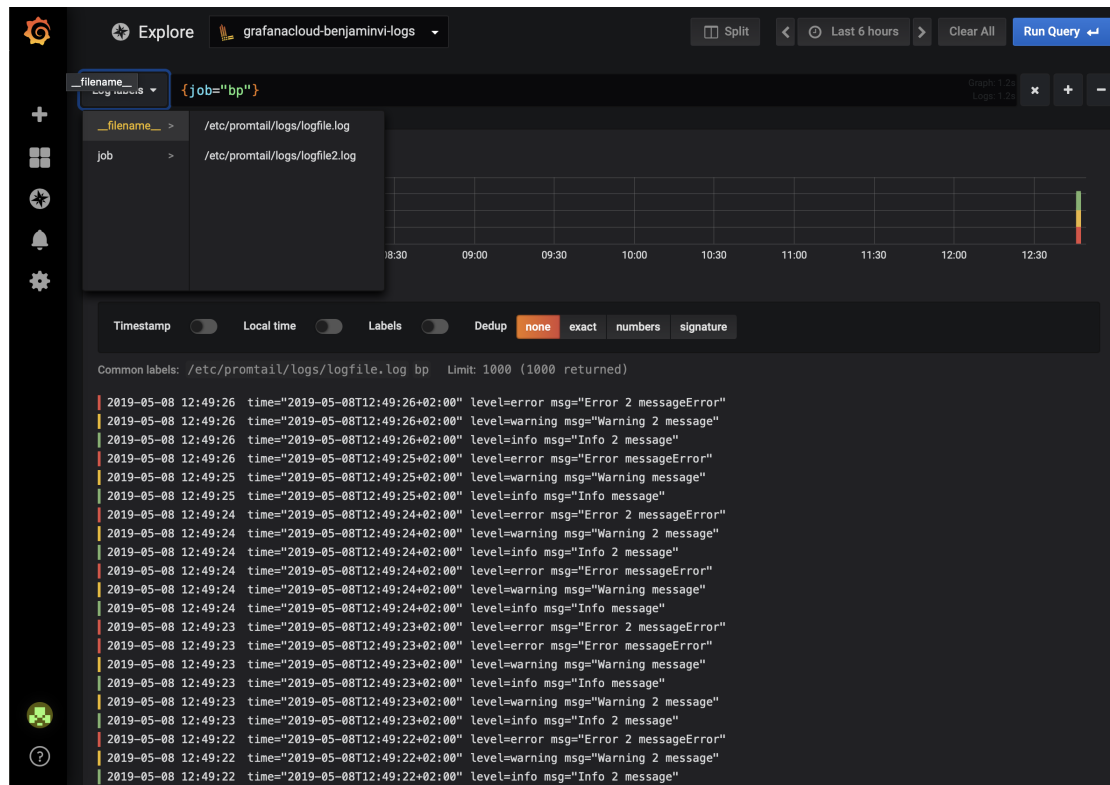 Explore grafanacloud-benjaminvi-logs Split Last 6 hours Clear All Run Query
__filename__
Log labels {job="bp"} Graph: 1.2s
Logs: 1.2s
__filename__ > /etc/promtail/logs/logfile.log
job > /etc/promtail/logs/logfile2.log
09:00 09:30 10:00 10:30 11:00 11:30 12:00 12:30
Timestamp Local time Labels Dedup none exact numbers signature
Common labels: /etc/promtail/logs/logfile.log bp Limit: 1000 (1000 returned)
2019-05-08 12:49:26 time="2019-05-08T12:49:26+02:00" level=error msg="Error 2 messageError"
2019-05-08 12:49:26 time="2019-05-08T12:49:26+02:00" level=warning msg="Warning 2 message"
2019-05-08 12:49:26 time="2019-05-08T12:49:26+02:00" level=info msg="Info 2 message"
2019-05-08 12:49:25 time="2019-05-08T12:49:25+02:00" level=error msg="Error messageError"
2019-05-08 12:49:25 time="2019-05-08T12:49:25+02:00" level=warning msg="Warning message"
2019-05-08 12:49:25 time="2019-05-08T12:49:25+02:00" level=info msg="Info message"
2019-05-08 12:49:24 time="2019-05-08T12:49:24+02:00" level=error msg="Error 2 messageError"
2019-05-08 12:49:24 time="2019-05-08T12:49:24+02:00" level=warning msg="Warning 2 message"
2019-05-08 12:49:24 time="2019-05-08T12:49:24+02:00" level=info msg="Info 2 message"
2019-05-08 12:49:24 time="2019-05-08T12:49:24+02:00" level=error msg="Error messageError"
2019-05-08 12:49:24 time="2019-05-08T12:49:24+02:00" level=warning msg="Warning message"
2019-05-08 12:49:24 time="2019-05-08T12:49:24+02:00" level=info msg="Info message"
2019-05-08 12:49:23 time="2019-05-08T12:49:23+02:00" level=error msg="Error 2 messageError"
2019-05-08 12:49:23 time="2019-05-08T12:49:23+02:00" level=error msg="Error messageError"
2019-05-08 12:49:23 time="2019-05-08T12:49:23+02:00" level=warning msg="Warning message"
2019-05-08 12:49:23 time="2019-05-08T12:49:23+02:00" level=info msg="Info message"
2019-05-08 12:49:23 time="2019-05-08T12:49:23+02:00" level=warning msg="Warning 2 message"
2019-05-08 12:49:23 time="2019-05-08T12:49:23+02:00" level=info msg="Info 2 message"
2019-05-08 12:49:22 time="2019-05-08T12:49:22+02:00" level=error msg="Error 2 messageError"
2019-05-08 12:49:22 time="2019-05-08T12:49:22+02:00" level=warning msg="Warning 2 message"
2019-05-08 12:49:22 time="2019-05-08T12:49:22+02:00" level=info msg="Info 2 message"